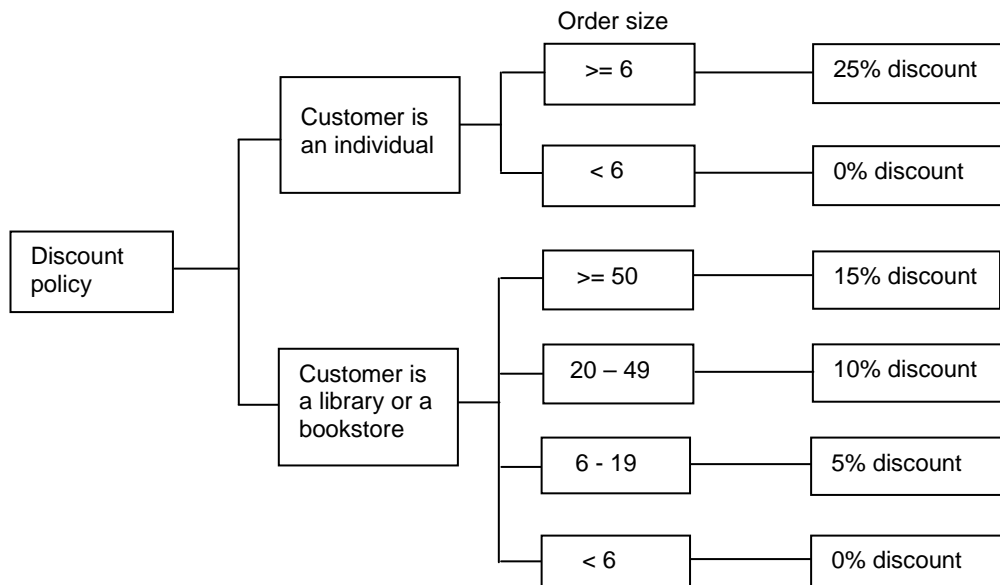 Order size
>= 6
25% discount
Customer is
an individual
< 6
0% discount
Discount
policy
>= 50
15% discount
Customer is
a library or a
bookstore
20 – 49
10% discount
6 - 19
5% discount
< 6
0% discount